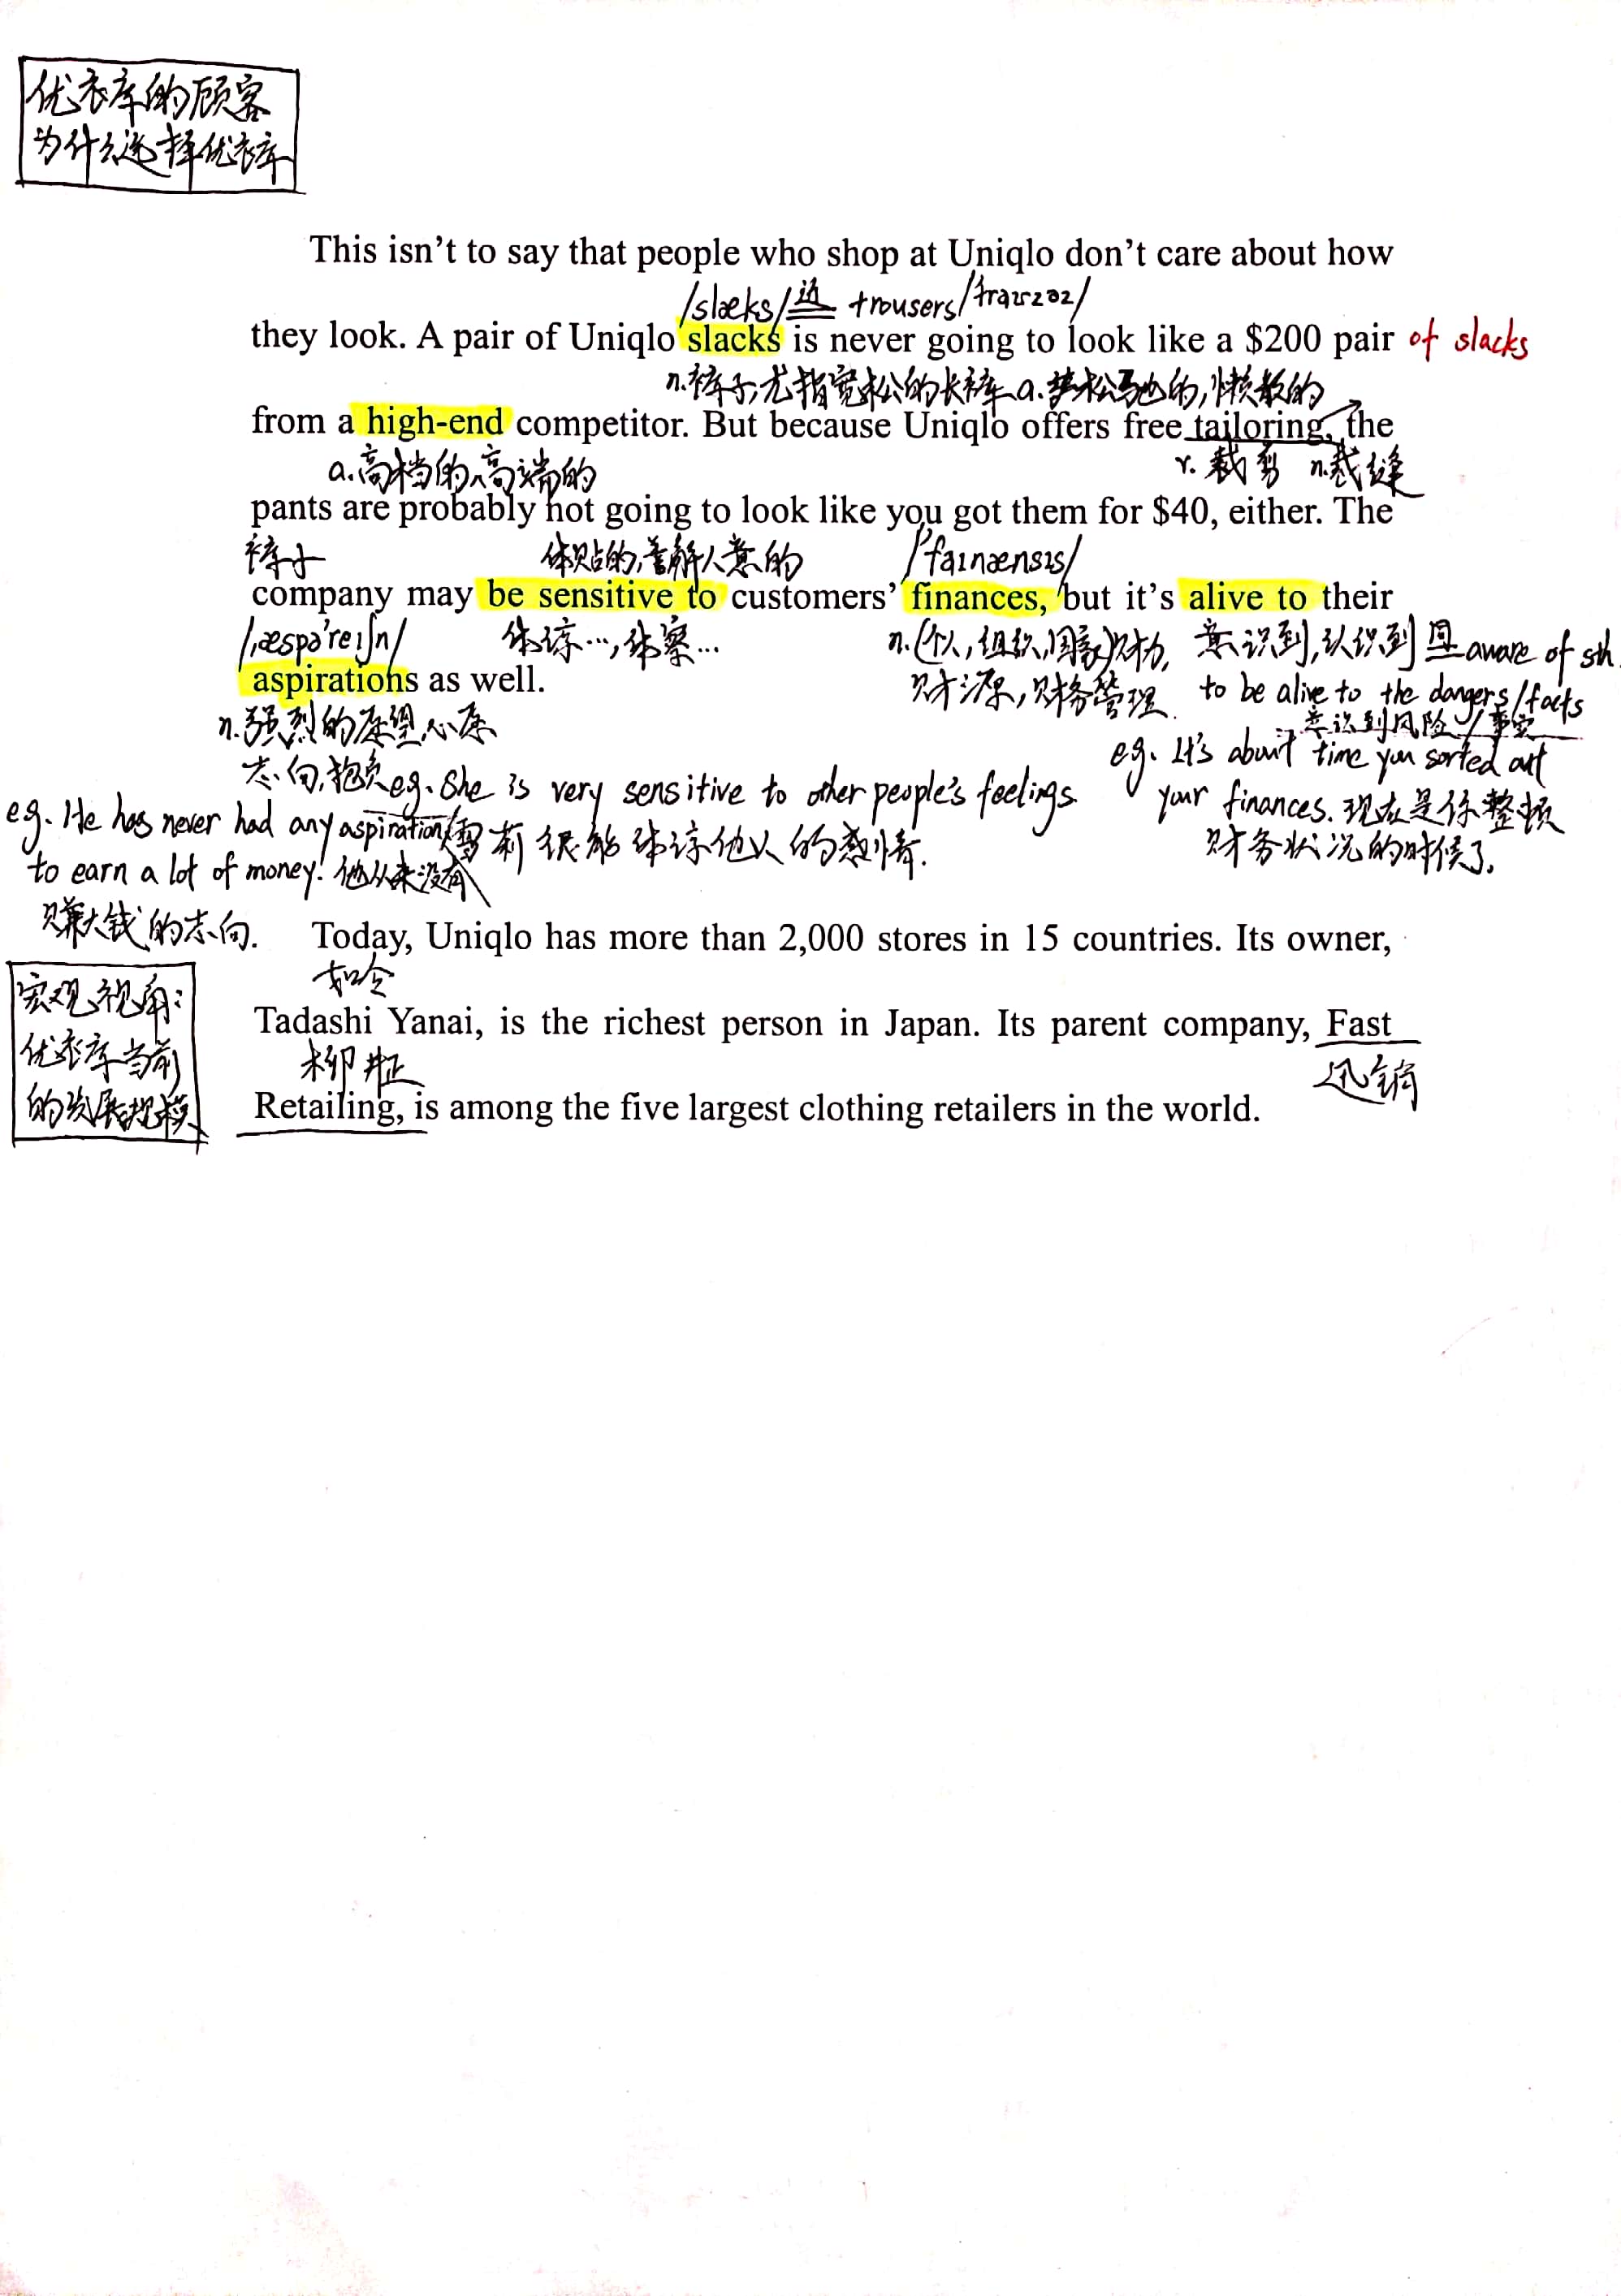 优衣库的顾客
为什么选择优衣库
This isn't to say that people who shop at Uniqlo don't care about how
/slæks/ 近 trousers/traʊzəz/
they look. A pair of Uniqlo slacks is never going to look like a $200 pair of slacks
n.裤子,尤指宽松的长裤 a.松弛的,懒散的
from a high-end competitor. But because Uniqlo offers free tailoring, the
a.高档的,高端的 v.裁剪 n.裁缝
pants are probably not going to look like you got them for $40, either. The
裤子 体贴的,善解人意的 /'faɪnænsɪs/
company may be sensitive to customers' finances, but it's alive to their
/ˌæspə'reɪʃn/ 体谅…,体察… n.(个人,组织,国家)财力, 意识到,认识到 同 aware of sth.
aspirations as well. 财源,财务管理. to be alive to the dangers/facts
n.强烈的愿望,心愿 意识到风险/事实
志向,抱负 eg. She is very sensitive to other people's feelings. eg. It's about time you sorted out
eg. He has never had any aspiration 雪莉很能体谅他人的感情. your finances. 现在是你整顿
to earn a lot of money. 他从来没有 财务状况的时候了.
赚大钱的志向.
Today, Uniqlo has more than 2,000 stores in 15 countries. Its owner,
如今
宏观视角:
优衣库当前
的发展规模
Tadashi Yanai, is the richest person in Japan. Its parent company, Fast
柳井正 迅销
Retailing, is among the five largest clothing retailers in the world.